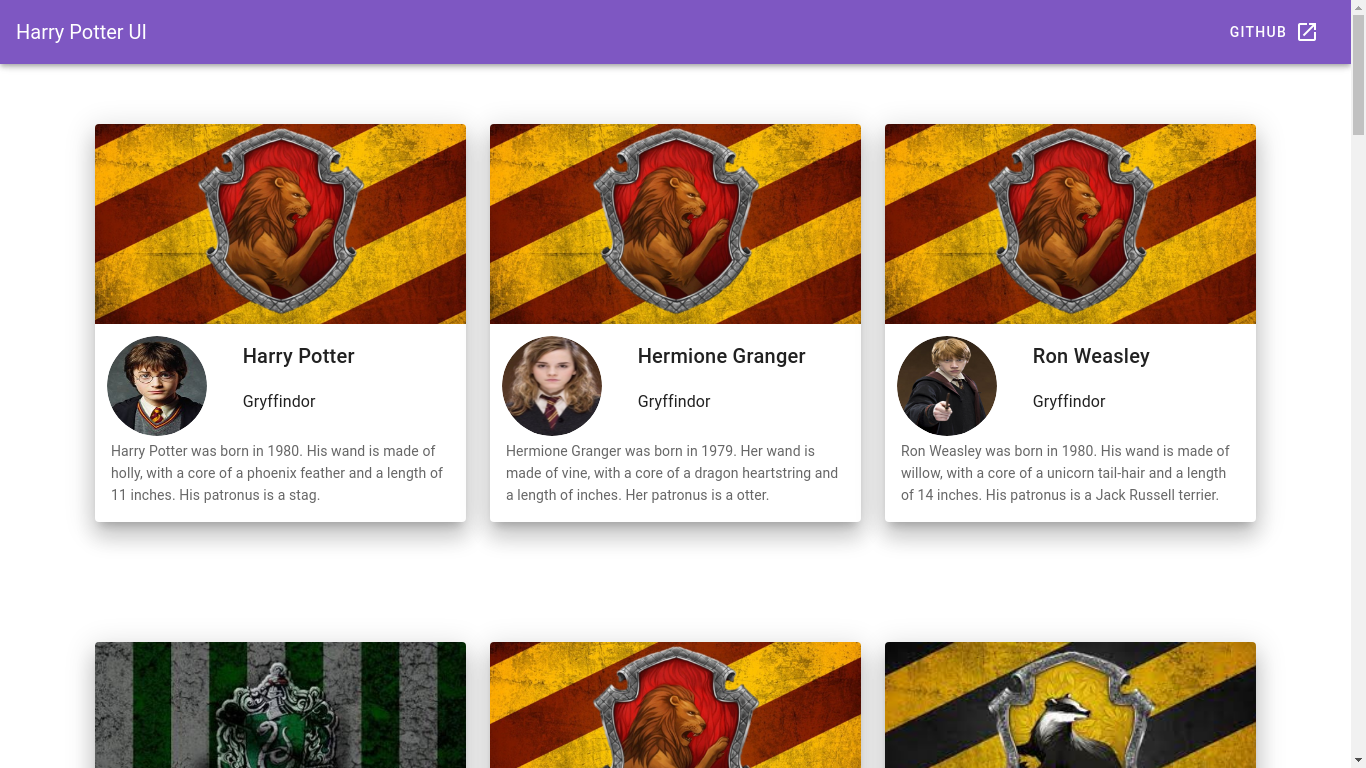 Harry Potter UI
GITHUB
Harry Potter
Gryffindor
Harry Potter was born in 1980. His wand is made of
holly, with a core of a phoenix feather and a length of
11 inches. His patronus is a stag.
Hermione Granger
Gryffindor
Hermione Granger was born in 1979. Her wand is
made of vine, with a core of a dragon heartstring and
a length of inches. Her patronus is a otter.
Ron Weasley
Gryffindor
Ron Weasley was born in 1980. His wand is made of
willow, with a core of a unicorn tail-hair and a length
of 14 inches. His patronus is a Jack Russell terrier.